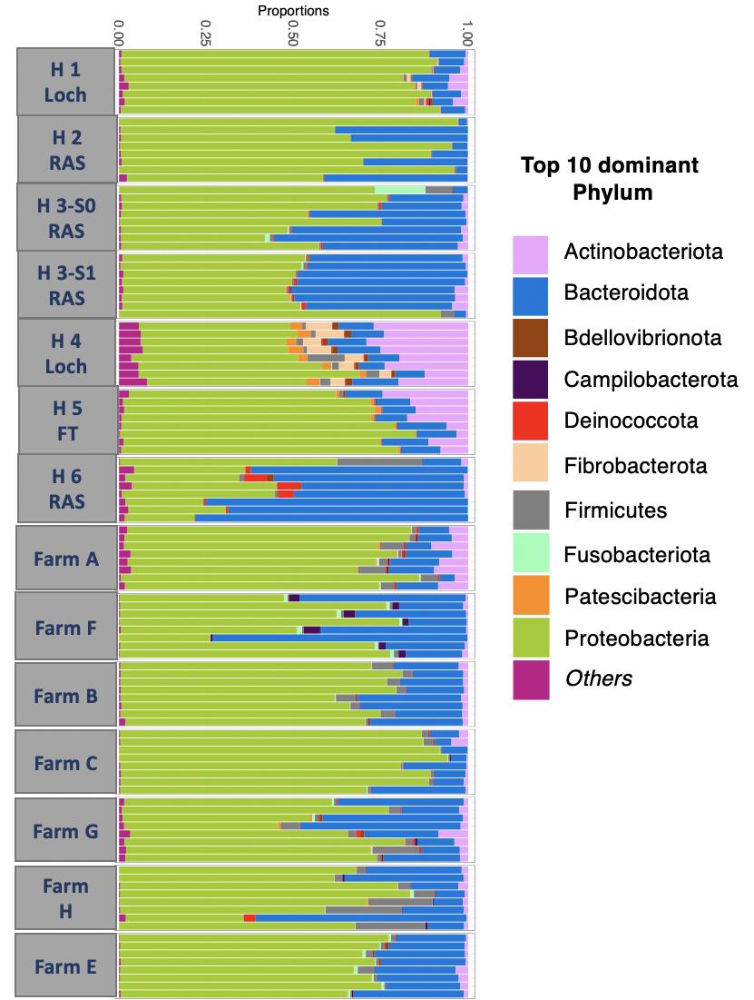 Proportions
0.00
0.25
0.50
0.75
1.00
H 1
Loch
H 2
RAS
H 3-S0
RAS
H 3-S1
RAS
H 4
Loch
H 5
FT
H 6
RAS
Farm A
Farm F
Farm B
Farm C
Farm G
Farm
H
Farm E
Top 10 dominant
Phylum
Actinobacteriota
Bacteroidota
Bdellovibrionota
Campilobacterota
Deinococcota
Fibrobacterota
Firmicutes
Fusobacteriota
Patescibacteria
Proteobacteria
Others